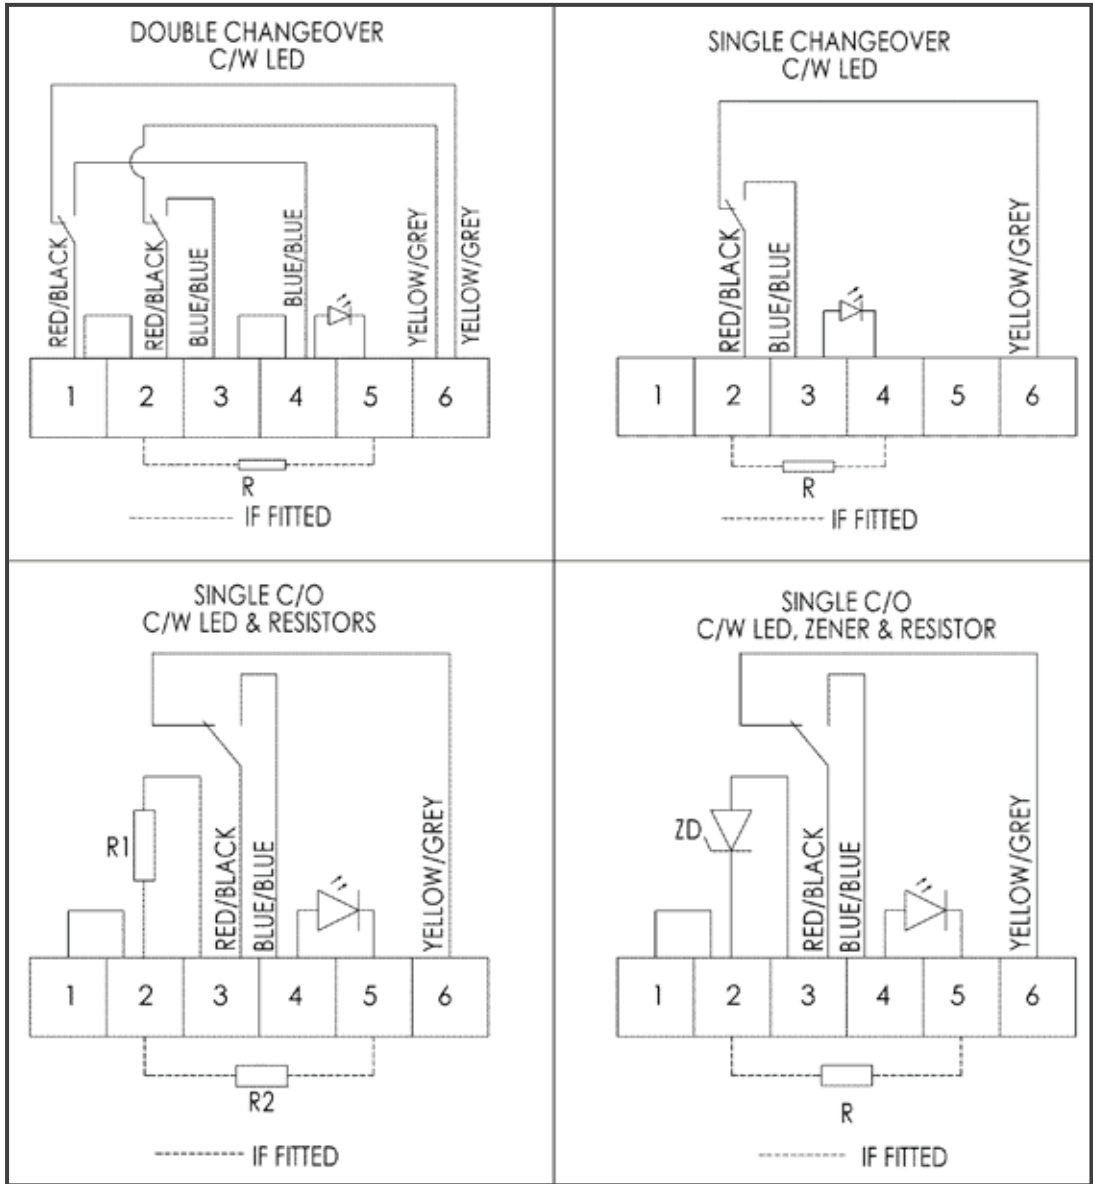 DOUBLE CHANGEOVER
C/W LED
RED/BLACK
RED/BLACK
BLUE/BLUE
BLUE/BLUE
YELLOW/GREY
YELLOW/GREY
1 2 3 4 5 6
R
IF FITTED
SINGLE CHANGEOVER
C/W LED
RED/BLACK
BLUE/BLUE
YELLOW/GREY
1 2 3 4 5 6
R
IF FITTED
SINGLE C/O
C/W LED & RESISTORS
R1
RED/BLACK
BLUE/BLUE
YELLOW/GREY
1 2 3 4 5 6
R2
IF FITTED
SINGLE C/O
C/W LED, ZENER & RESISTOR
ZD
RED/BLACK
BLUE/BLUE
YELLOW/GREY
1 2 3 4 5 6
R
IF FITTED